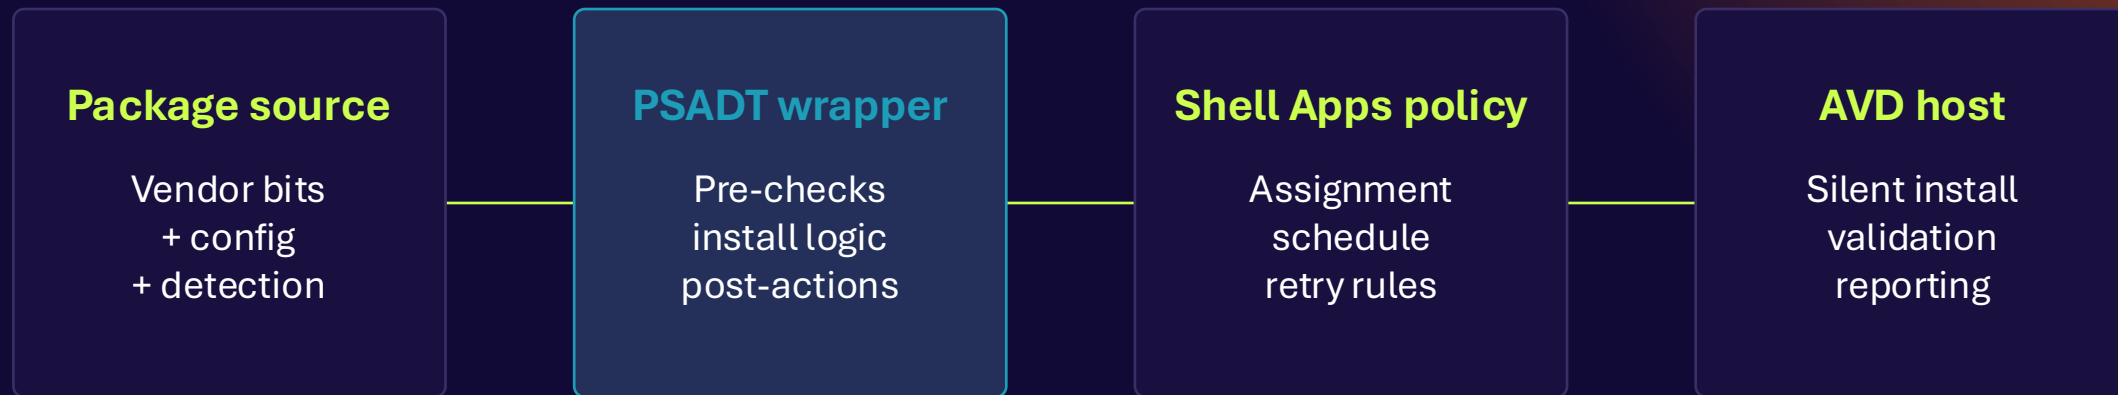 Package source
Vendor bits
+ config
+ detection
PSADT wrapper
Pre-checks
install logic
post-actions
Shell Apps policy
Assignment
schedule
retry rules
AVD host
Silent install
validation
reporting